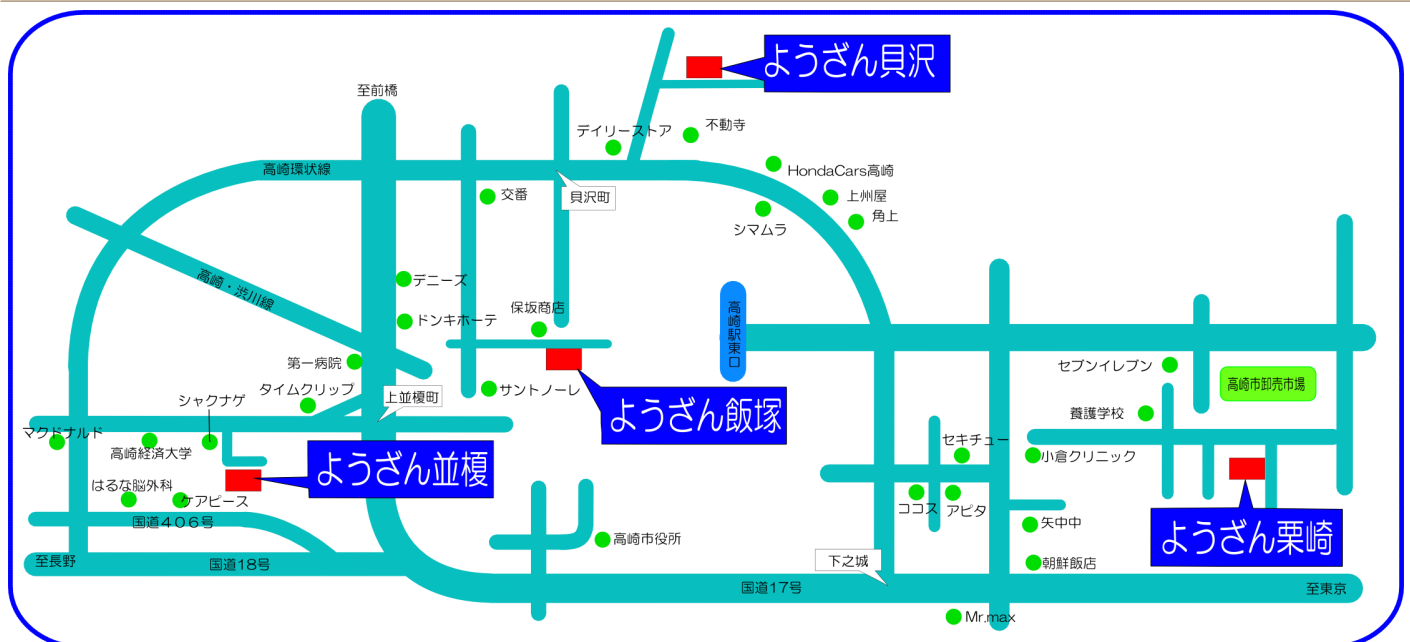 ようざん貝沢
至前橋
デイリーストア
不動寺
高崎環状線
HondaCars高崎
交番
貝沢町
上州屋
角上
シマムラ
高崎・渋川線
デニーズ
保坂商店
高崎駅東口
ドンキホーテ
第一病院
セブンイレブン
タイムクリップ
上並榎町
サントノーレ
高崎市卸売市場
シャクナゲ
ようざん飯塚
養護学校
マクドナルド
高崎経済大学
セキチュー
小倉クリニック
ようざん並榎
はるな脳外科
ケアピース
ココス
アピタ
国道406号
矢中中
ようざん栗崎
高崎市役所
至長野
国道18号
下之城
朝鮮飯店
国道17号
至東京
Mr.max